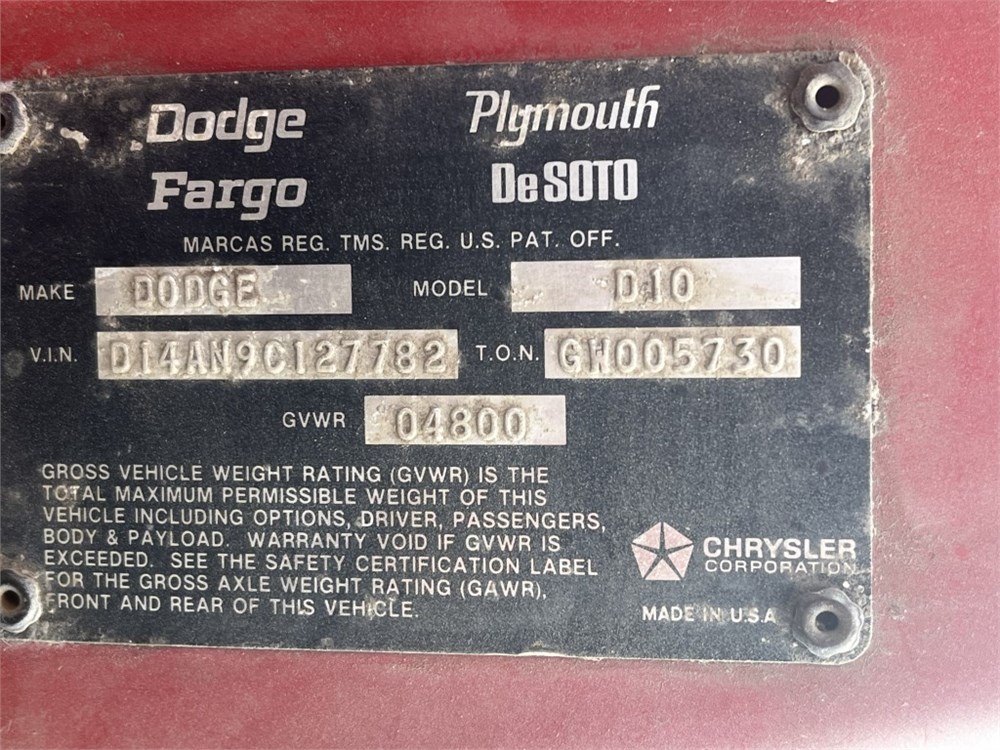 Dodge Plymouth
Fargo De SOTO
MARCAS REG. TMS. REG. U.S. PAT. OFF.
MAKE DODGE MODEL D10
V.I.N. D14AN9C127782 T.O.N. GW005730
GVWR 04800
GROSS VEHICLE WEIGHT RATING (GVWR) IS THE
TOTAL MAXIMUM PERMISSIBLE WEIGHT OF THIS
VEHICLE INCLUDING OPTIONS, DRIVER, PASSENGERS,
BODY & PAYLOAD. WARRANTY VOID IF GVWR IS
EXCEEDED. SEE THE SAFETY CERTIFICATION LABEL
FOR THE GROSS AXLE WEIGHT RATING (GAWR),
FRONT AND REAR OF THIS VEHICLE.
CHRYSLER
CORPORATION
MADE IN U.S.A